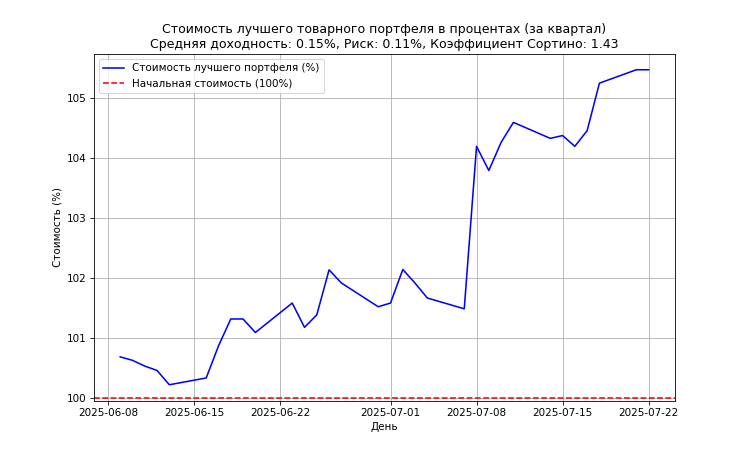 Стоимость лучшего товарного портфеля в процентах (за квартал)
Средняя доходность: 0.15%, Риск: 0.11%, Коэффициент Сортино: 1.43
Стоимость лучшего портфеля (%)
Начальная стоимость (100%)
Стоимость (%)
105
104
103
102
101
100
2025-06-08
2025-06-15
2025-06-22
2025-07-01
2025-07-08
2025-07-15
2025-07-22
День